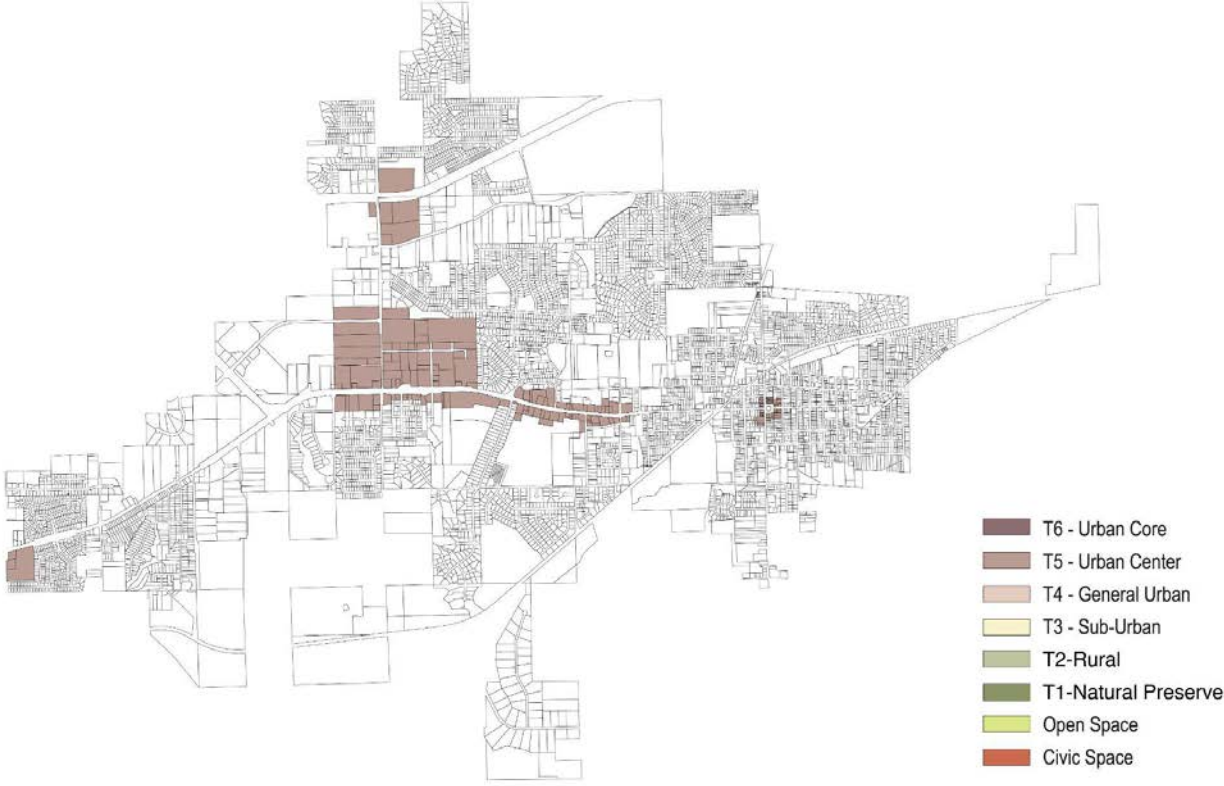 T6 - Urban Core
T5 - Urban Center
T4 - General Urban
T3 - Sub-Urban
T2-Rural
T1-Natural Preserve
Open Space
Civic Space